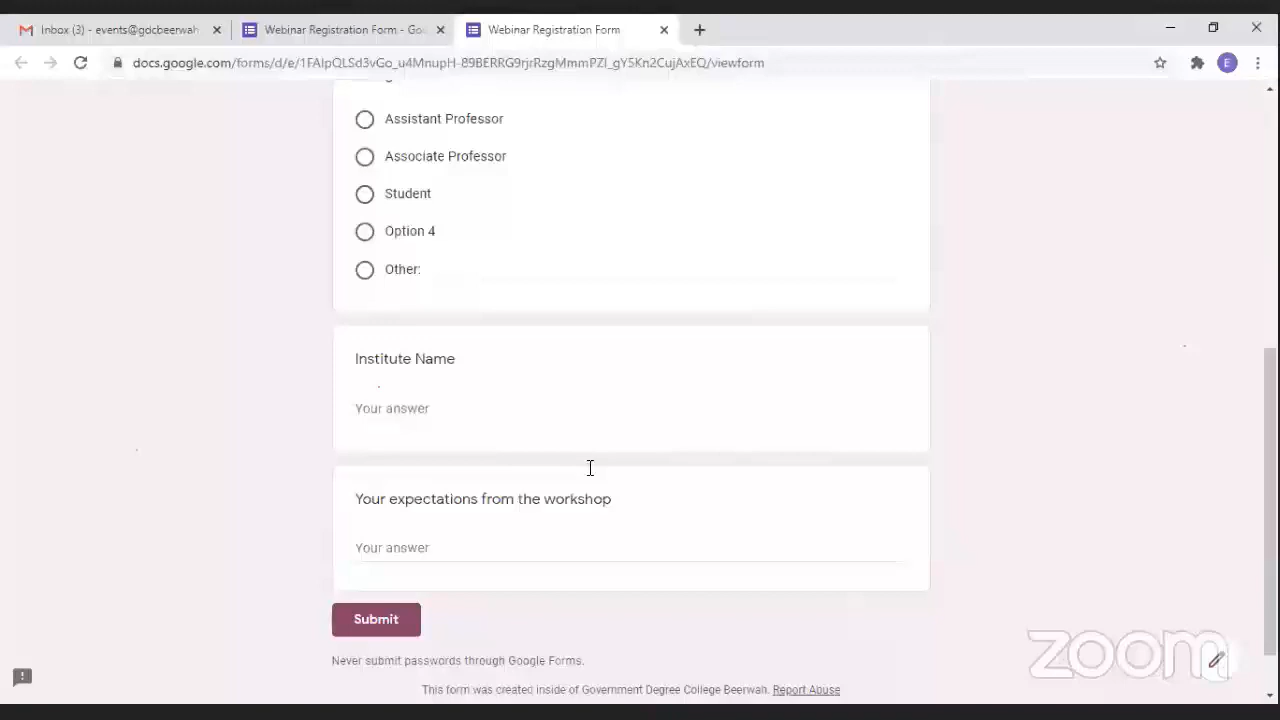 Inbox (3) - events@gdcbeerwah
Webinar Registration Form - Goo
Webinar Registration Form
docs.google.com/forms/d/e/1FAIpQLSd3vGo_u4MnupH-89BERRG9rjrRzgMmmPZI_gY5Kn2CujAxEQ/viewform
E
Assistant Professor
Associate Professor
Student
Option 4
Other:
Institute Name
Your answer
Your expectations from the workshop
Your answer
Submit
Never submit passwords through Google Forms.
This form was created inside of Government Degree College Beerwah. Report Abuse
zoom